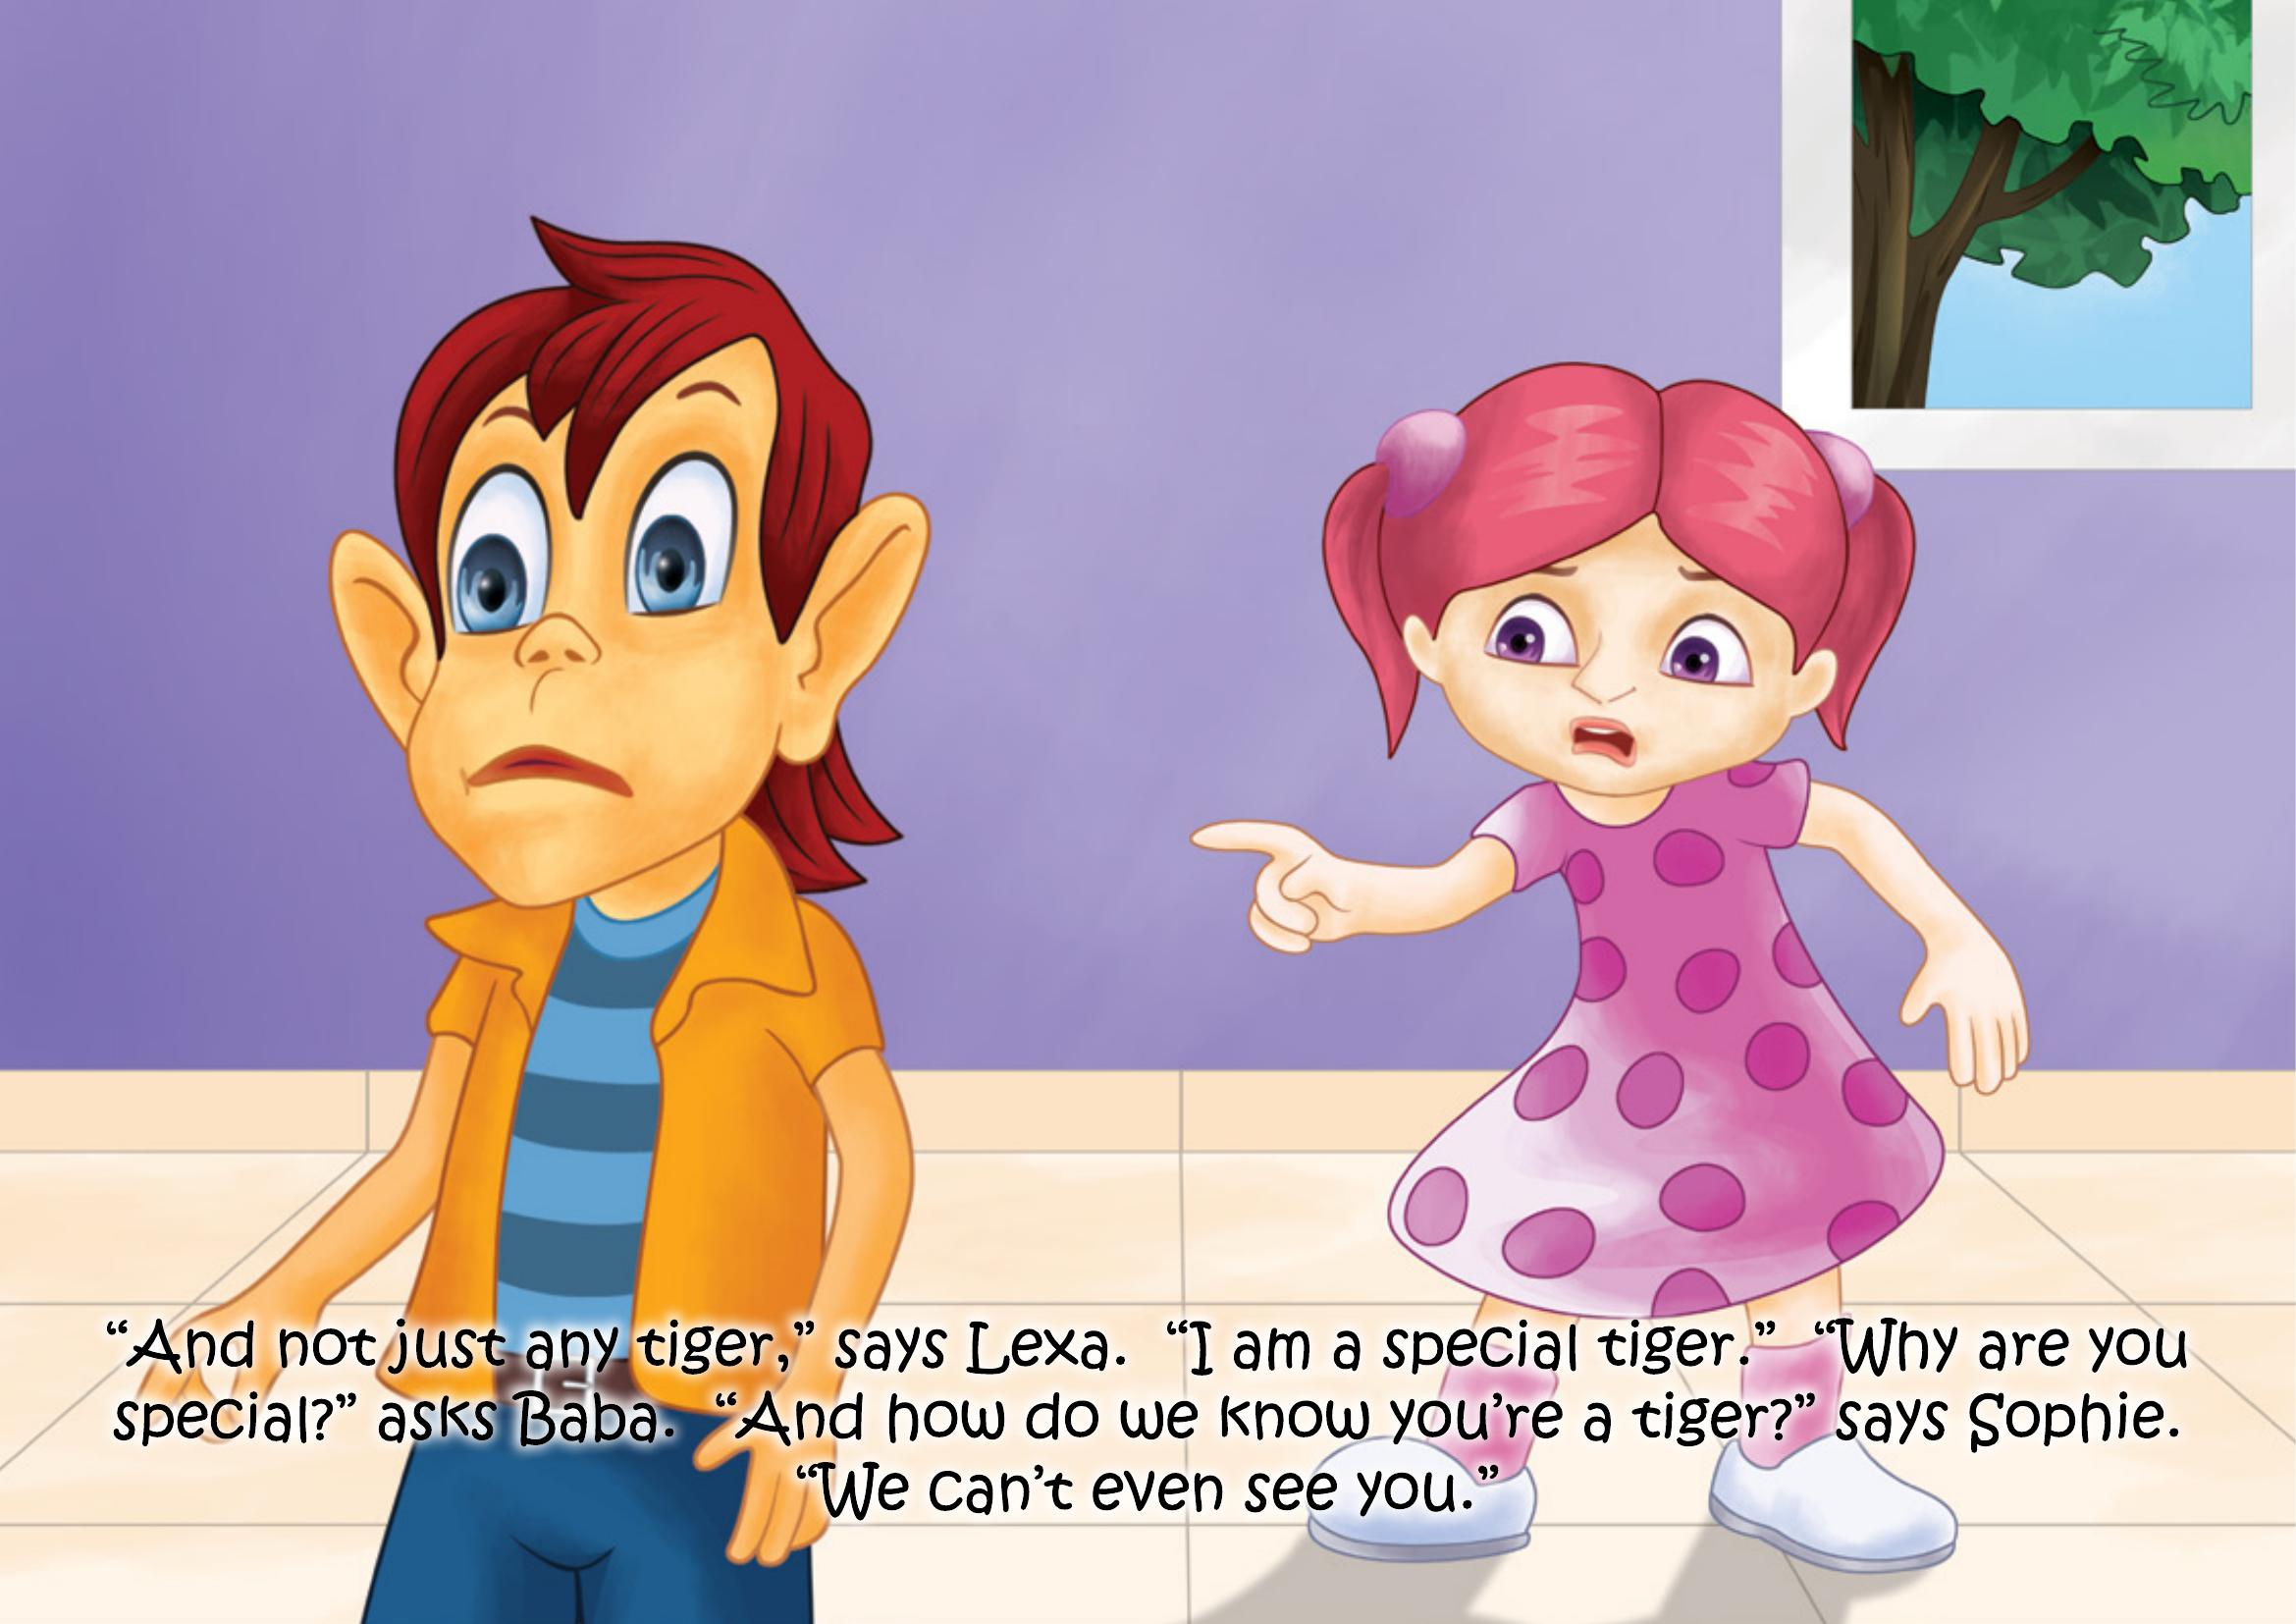 “And not just any tiger,” says Lexa.  “I am a special tiger.”  “Why are you
special?” asks Baba.  “And how do we know you’re a tiger?” says Sophie.
“We can’t even see you.”